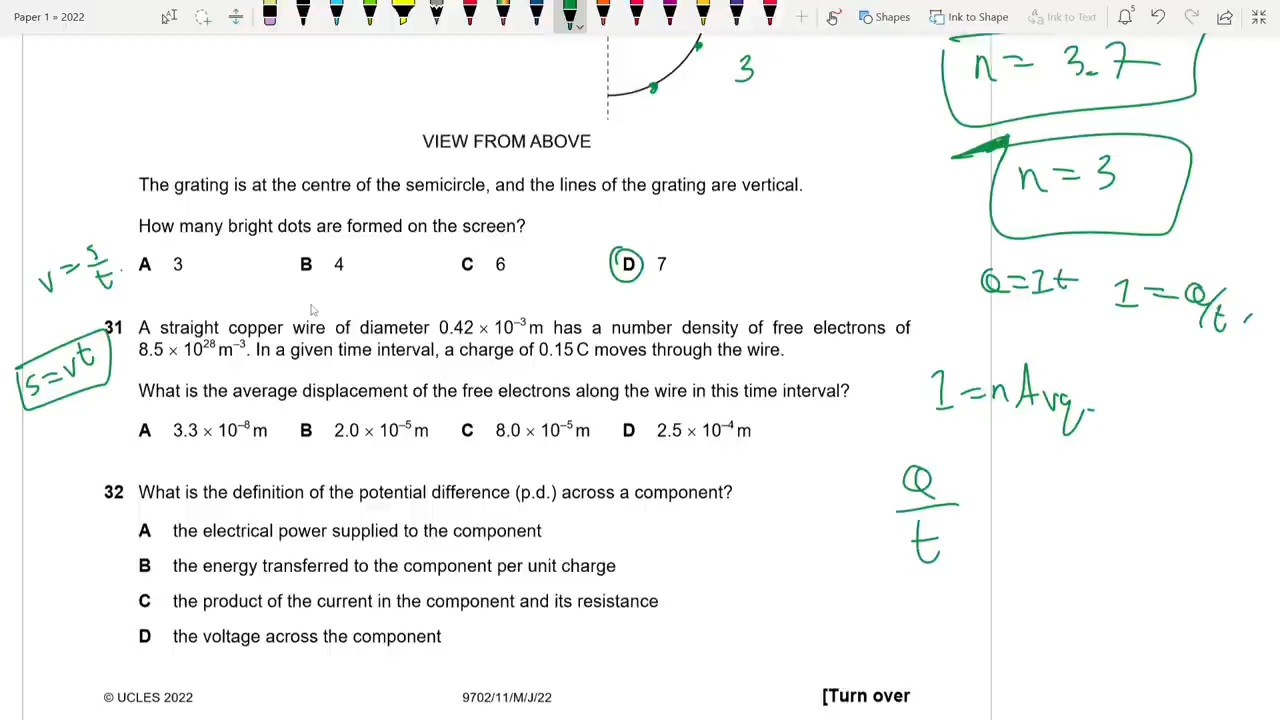 Paper 1 » 2022
Shapes
Ink to Shape
Ink to Text
n = 3.7
3
VIEW FROM ABOVE
n = 3
The grating is at the centre of the semicircle, and the lines of the grating are vertical.
How many bright dots are formed on the screen?
v = s/t
A 3 B 4 C 6 D 7
Q = It I = Q/t
31 A straight copper wire of diameter 0.42 × 10⁻³ m has a number density of free electrons of
8.5 × 10²⁸ m⁻³. In a given time interval, a charge of 0.15 C moves through the wire.
s = vt
What is the average displacement of the free electrons along the wire in this time interval?
I = nAvq
A 3.3 × 10⁻⁸ m B 2.0 × 10⁻⁵ m C 8.0 × 10⁻⁵ m D 2.5 × 10⁻⁴ m
Q
t
32 What is the definition of the potential difference (p.d.) across a component?
A the electrical power supplied to the component
B the energy transferred to the component per unit charge
C the product of the current in the component and its resistance
D the voltage across the component
© UCLES 2022 9702/11/M/J/22 [Turn over